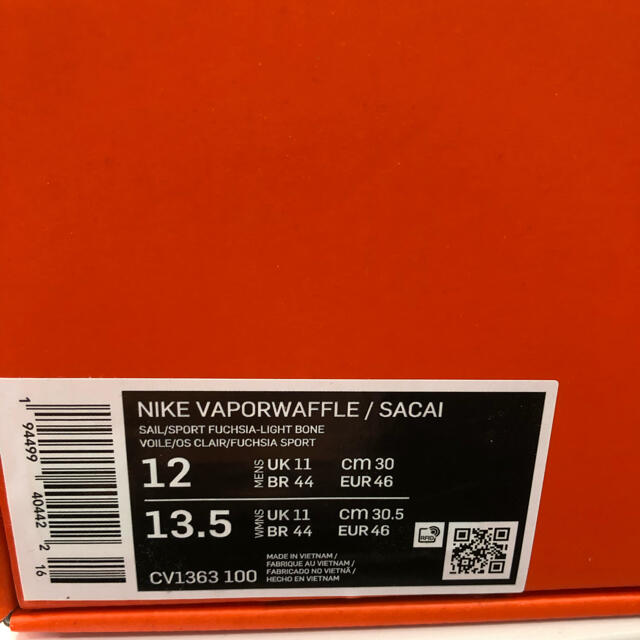 NIKE VAPORWAFFLE / SACAI
SAIL/SPORT FUCHSIA-LIGHT BONE
VOILE/OS CLAIR/FUCHSIA SPORT
12 MENS UK 11 CM 30
BR 44 EUR 46
13.5 WMNS UK 11 CM 30.5
BR 44 EUR 46
RFID
CV1363 100
MADE IN VIETNAM /
FABRIQUE AU VIETNAM /
FABRICADO NO VIETNÃ /
HECHO EN VIETNAM
1 94499 40442 2 16